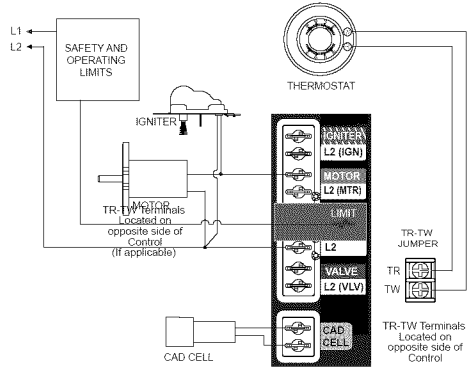 L1
L2
SAFETY AND
OPERATING
LIMITS
THERMOSTAT
IGNITER
MOTOR
TR-TW Terminals
Located on
opposite side of
Control
(If applicable)
IGNITER
L2 (IGN)
MOTOR
L2 (MTR)
LIMIT
L2
VALVE
L2 (VLV)
CAD
CELL
CAD CELL
TR-TW
JUMPER
TR
TW
TR-TW Terminals
Located on
opposite side of
Control